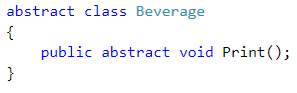 abstract class Beverage
{
    public abstract void Print();
}